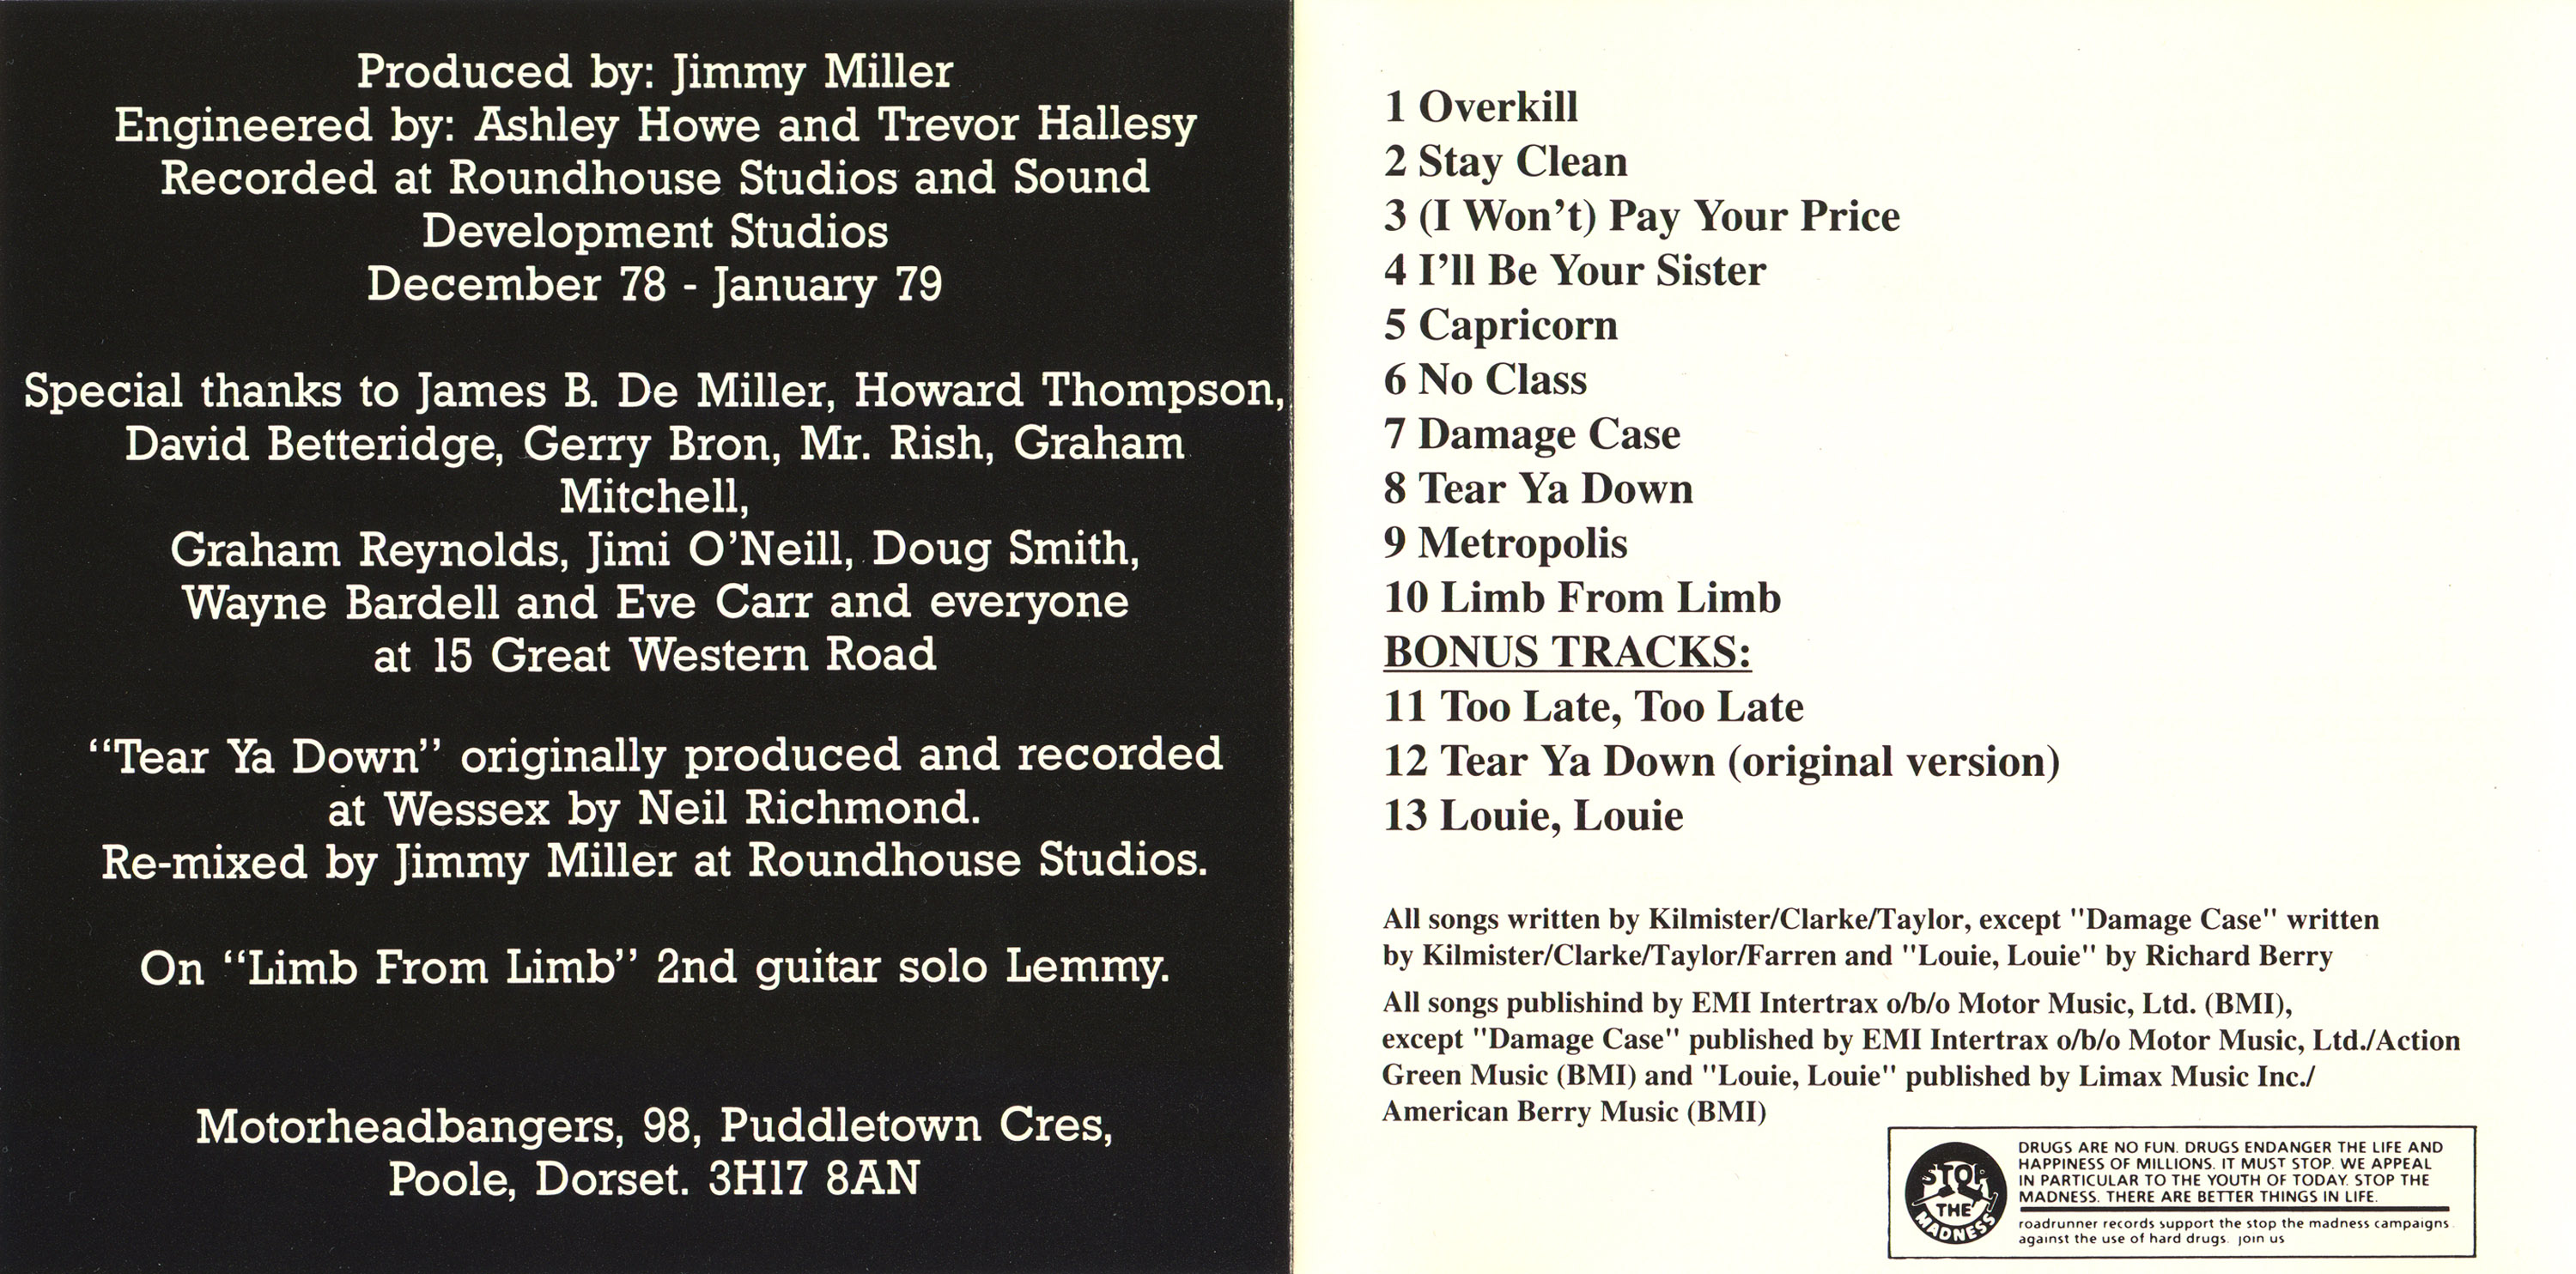 Produced by: Jimmy Miller
Engineered by: Ashley Howe and Trevor Hallesy
Recorded at Roundhouse Studios and Sound
Development Studios
December 78 - January 79
Special thanks to James B. De Miller, Howard Thompson,
David Betteridge, Gerry Bron, Mr. Rish, Graham
Mitchell,
Graham Reynolds, Jimi O'Neill, Doug Smith,
Wayne Bardell and Eve Carr and everyone
at 15 Great Western Road
“Tear Ya Down” originally produced and recorded
at Wessex by Neil Richmond.
Re-mixed by Jimmy Miller at Roundhouse Studios.
On “Limb From Limb” 2nd guitar solo Lemmy.
Motorheadbangers, 98, Puddletown Cres,
Poole, Dorset. 3H17 8AN
1 Overkill
2 Stay Clean
3 (I Won't) Pay Your Price
4 I'll Be Your Sister
5 Capricorn
6 No Class
7 Damage Case
8 Tear Ya Down
9 Metropolis
10 Limb From Limb
BONUS TRACKS:
11 Too Late, Too Late
12 Tear Ya Down (original version)
13 Louie, Louie
All songs written by Kilmister/Clarke/Taylor, except "Damage Case" written
by Kilmister/Clarke/Taylor/Farren and "Louie, Louie" by Richard Berry
All songs publishind by EMI Intertrax o/b/o Motor Music, Ltd. (BMI),
except "Damage Case" published by EMI Intertrax o/b/o Motor Music, Ltd./Action
Green Music (BMI) and "Louie, Louie" published by Limax Music Inc./
American Berry Music (BMI)
STOP
THE
MADNESS
DRUGS ARE NO FUN. DRUGS ENDANGER THE LIFE AND
HAPPINESS OF MILLIONS. IT MUST STOP. WE APPEAL
IN PARTICULAR TO THE YOUTH OF TODAY. STOP THE
MADNESS. THERE ARE BETTER THINGS IN LIFE.
roadrunner records support the stop the madness campaigns
against the use of hard drugs. join us